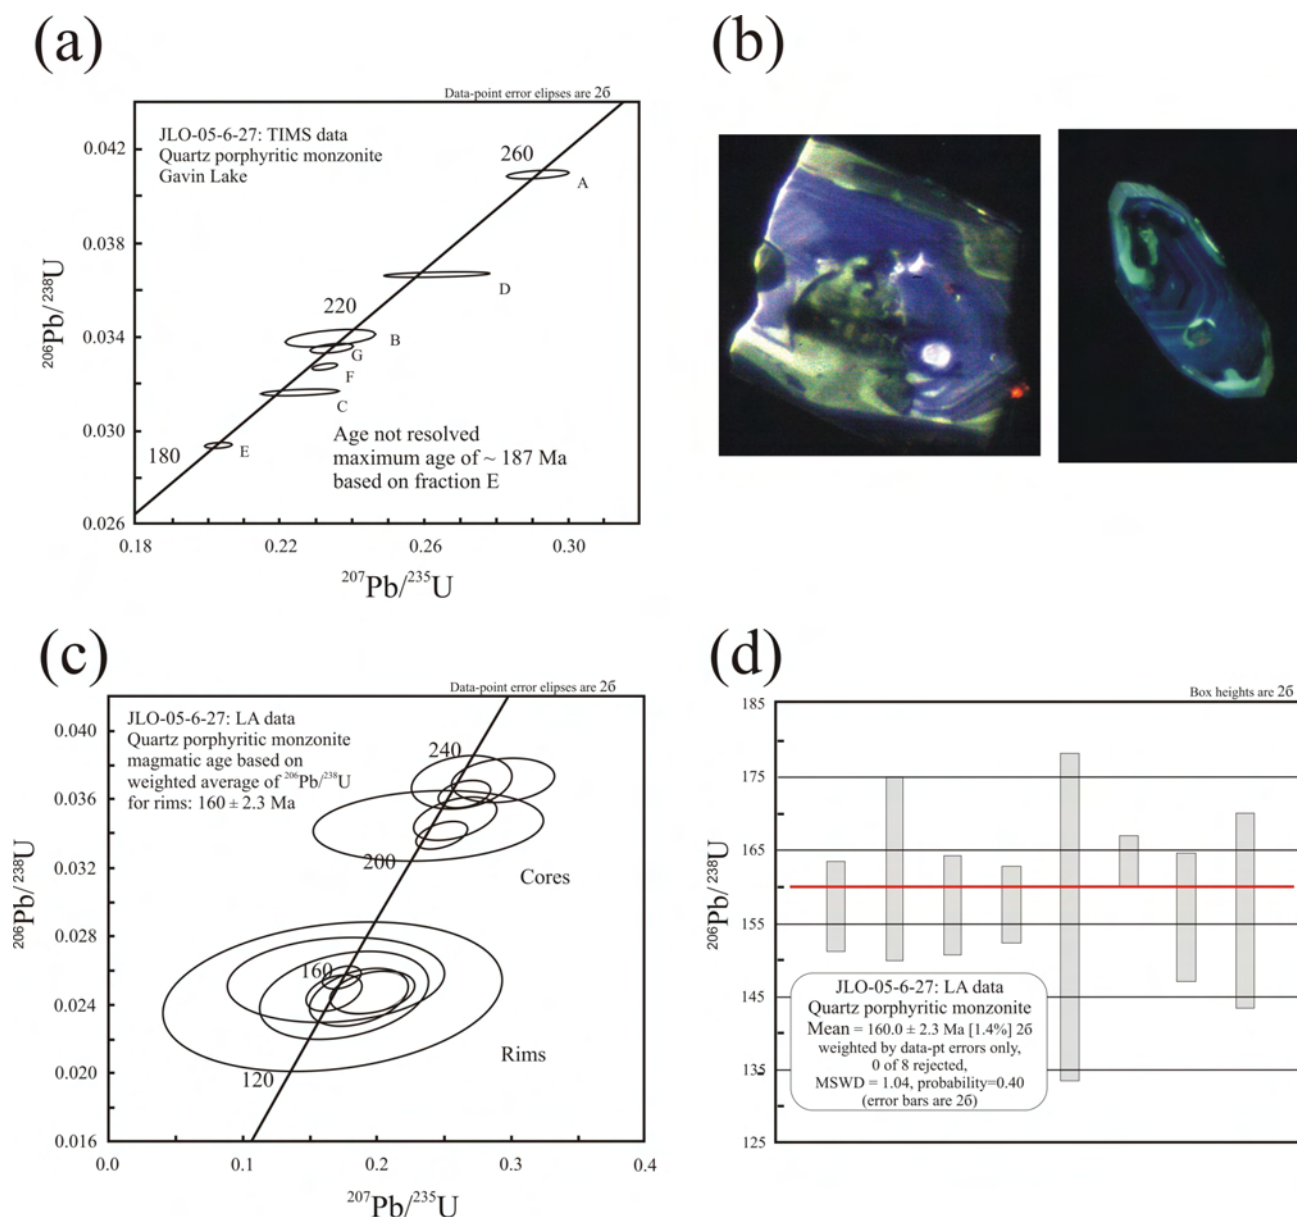 (a)
Data-point error elipses are 2б
JLO-05-6-27: TIMS data
Quartz porphyritic monzonite
Gavin Lake
260
A
D
220
B
G
F
C
180
E
Age not resolved
maximum age of ~ 187 Ma
based on fraction E
0.042
0.038
0.034
0.030
0.026
0.18
0.22
0.26
0.30
206Pb/238U
207Pb/235U
(b)
(c)
Data-point error elipses are 2б
JLO-05-6-27: LA data
Quartz porphyritic monzonite
magmatic age based on
weighted average of 206Pb/238U
for rims: 160 ± 2.3 Ma
240
200
Cores
160
Rims
120
0.040
0.036
0.032
0.028
0.024
0.020
0.016
0.0
0.1
0.2
0.3
0.4
206Pb/238U
207Pb/235U
(d)
Box heights are 2б
185
175
165
155
145
135
125
206Pb/238U
JLO-05-6-27: LA data
Quartz porphyritic monzonite
Mean = 160.0 ± 2.3 Ma [1.4%] 2б
weighted by data-pt errors only,
0 of 8 rejected,
MSWD = 1.04, probability=0.40
(error bars are 2б)